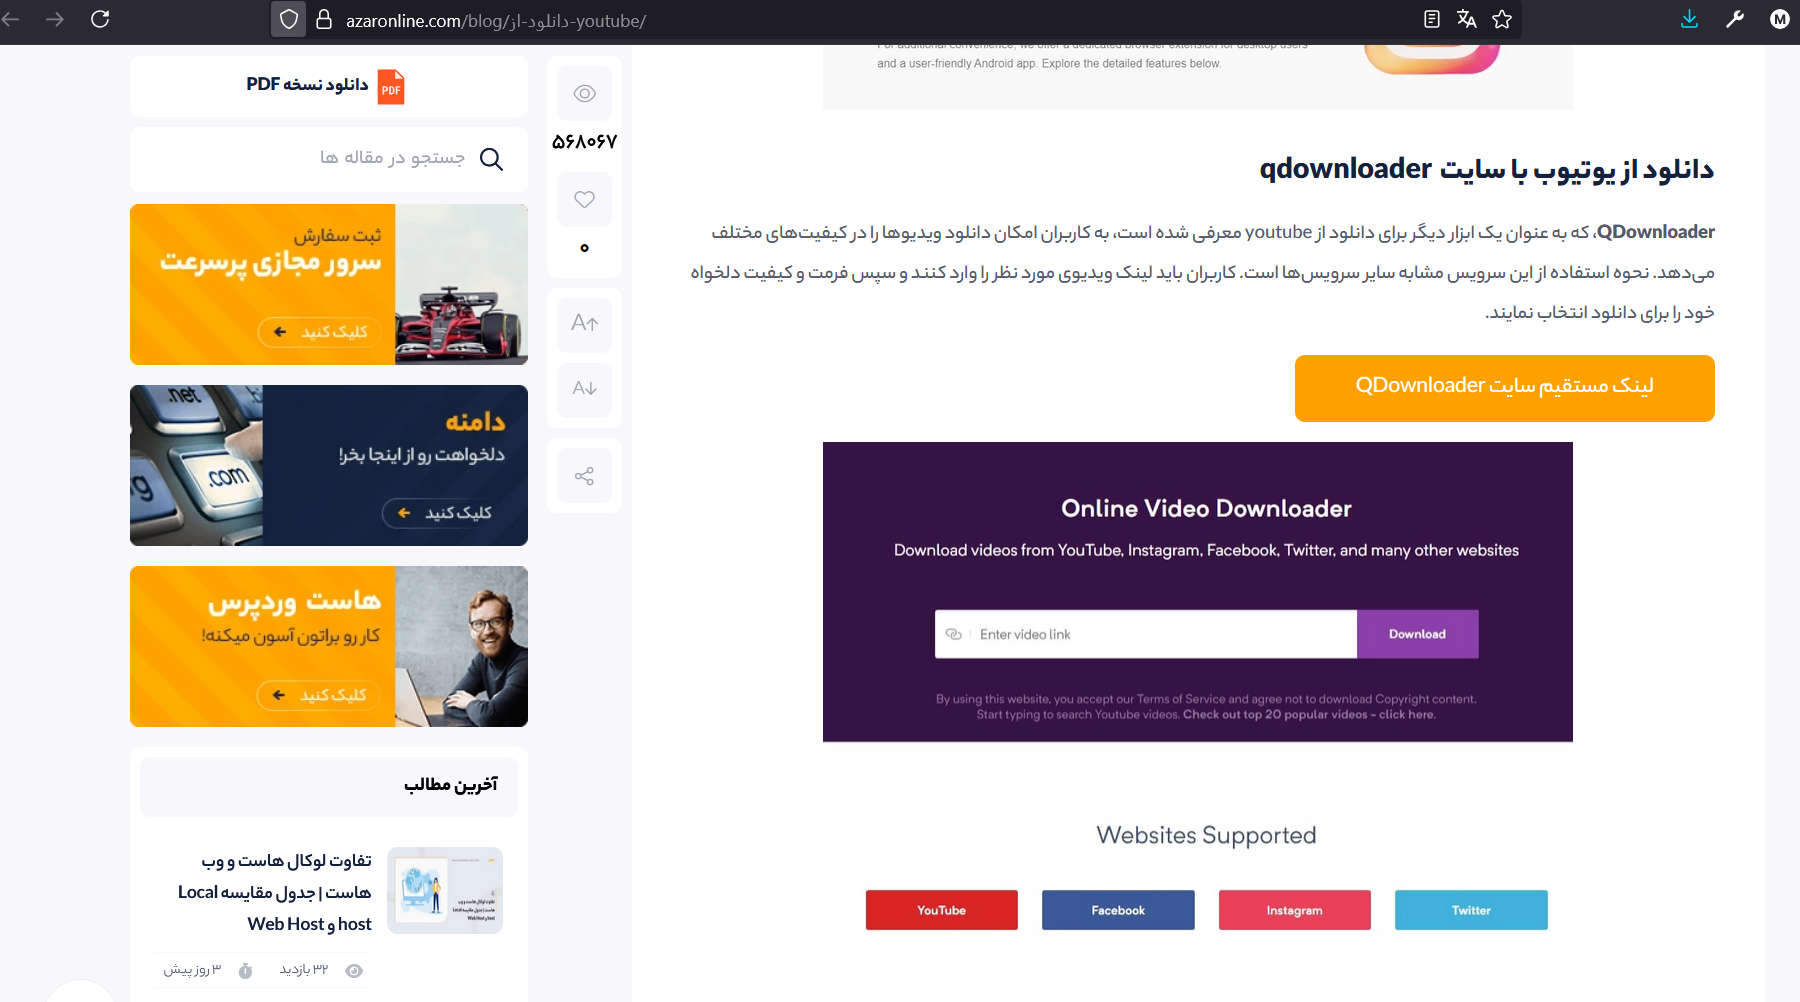 azaronline.com/blog/دانلود-از-youtube/
M
and a user-friendly Android app. Explore the detailed features below.
دانلود از یوتیوب با سایت qdownloader
QDownloader، که به عنوان یک ابزار دیگر برای دانلود از youtube معرفی شده است، به کاربران امکان دانلود ویدیوها را در کیفیت‌های مختلف
می‌دهد. نحوه استفاده از این سرویس مشابه سایر سرویس‌ها است. کاربران باید لینک ویدیوی مورد نظر را وارد کنند و سپس فرمت و کیفیت دلخواه
خود را برای دانلود انتخاب نمایند.
لینک مستقیم سایت QDownloader
Online Video Downloader
Download videos from YouTube, Instagram, Facebook, Twitter, and many other websites
Enter video link
Download
By using this website, you accept our Terms of Service and agree not to download Copyright content.
Start typing to search Youtube videos. Check out top 20 popular videos - click here.
Websites Supported
YouTube
Facebook
Instagram
Twitter
۵۶۸۰۶۷
۰
A↑
A↓
دانلود نسخه PDF
PDF
جستجو در مقاله ها
ثبت سفارش
سرور مجازی پرسرعت
کلیک کنید
دامنه
دلخواهت رو از اینجا بخر!
کلیک کنید
.net
.com
rg
هاست وردپرس
کار رو براتون آسون میکنه!
کلیک کنید
آخرین مطالب
تفاوت لوکال هاست و وب
هاست | جدول مقایسه Local
host و Web Host
۳۲ بازدید
۳ روز پیش